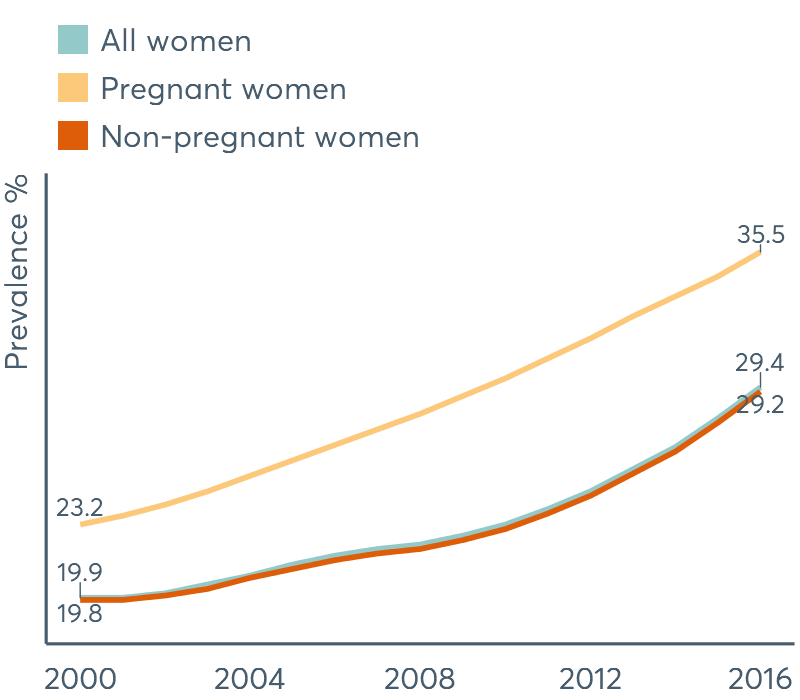 All women
Pregnant women
Non-pregnant women
Prevalence %
35.5
29.4
29.2
23.2
19.9
19.8
2000 2004 2008 2012 2016